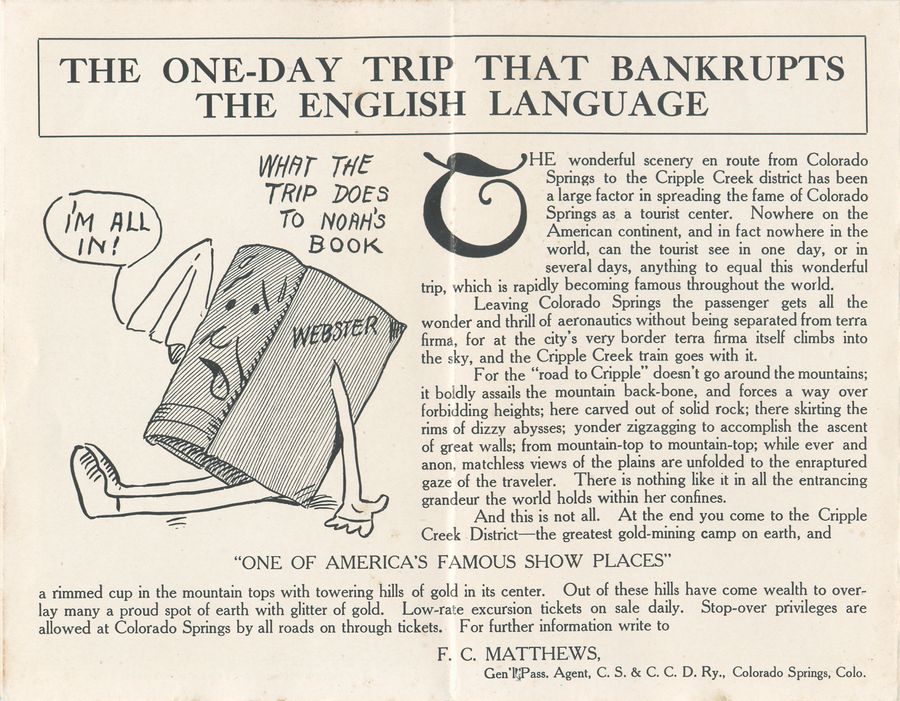 THE ONE-DAY TRIP THAT BANKRUPTS
THE ENGLISH LANGUAGE
WHAT THE
TRIP DOES
TO NOAH'S
BOOK
I'M ALL
IN!
WEBSTER
THE wonderful scenery en route from Colorado
Springs to the Cripple Creek district has been
a large factor in spreading the fame of Colorado
Springs as a tourist center. Nowhere on the
American continent, and in fact nowhere in the
world, can the tourist see in one day, or in
several days, anything to equal this wonderful
trip, which is rapidly becoming famous throughout the world.
Leaving Colorado Springs the passenger gets all the
wonder and thrill of aeronautics without being separated from terra
firma, for at the city's very border terra firma itself climbs into
the sky, and the Cripple Creek train goes with it.
For the "road to Cripple" doesn't go around the mountains;
it boldly assails the mountain back-bone, and forces a way over
forbidding heights; here carved out of solid rock; there skirting the
rims of dizzy abysses; yonder zigzagging to accomplish the ascent
of great walls; from mountain-top to mountain-top; while ever and
anon, matchless views of the plains are unfolded to the enraptured
gaze of the traveler. There is nothing like it in all the entrancing
grandeur the world holds within her confines.
And this is not all. At the end you come to the Cripple
Creek District—the greatest gold-mining camp on earth, and
"ONE OF AMERICA'S FAMOUS SHOW PLACES"
a rimmed cup in the mountain tops with towering hills of gold in its center. Out of these hills have come wealth to over-
lay many a proud spot of earth with glitter of gold. Low-rate excursion tickets on sale daily. Stop-over privileges are
allowed at Colorado Springs by all roads on through tickets. For further information write to
F. C. MATTHEWS,
Gen'l Pass. Agent, C. S. & C. C. D. Ry., Colorado Springs, Colo.